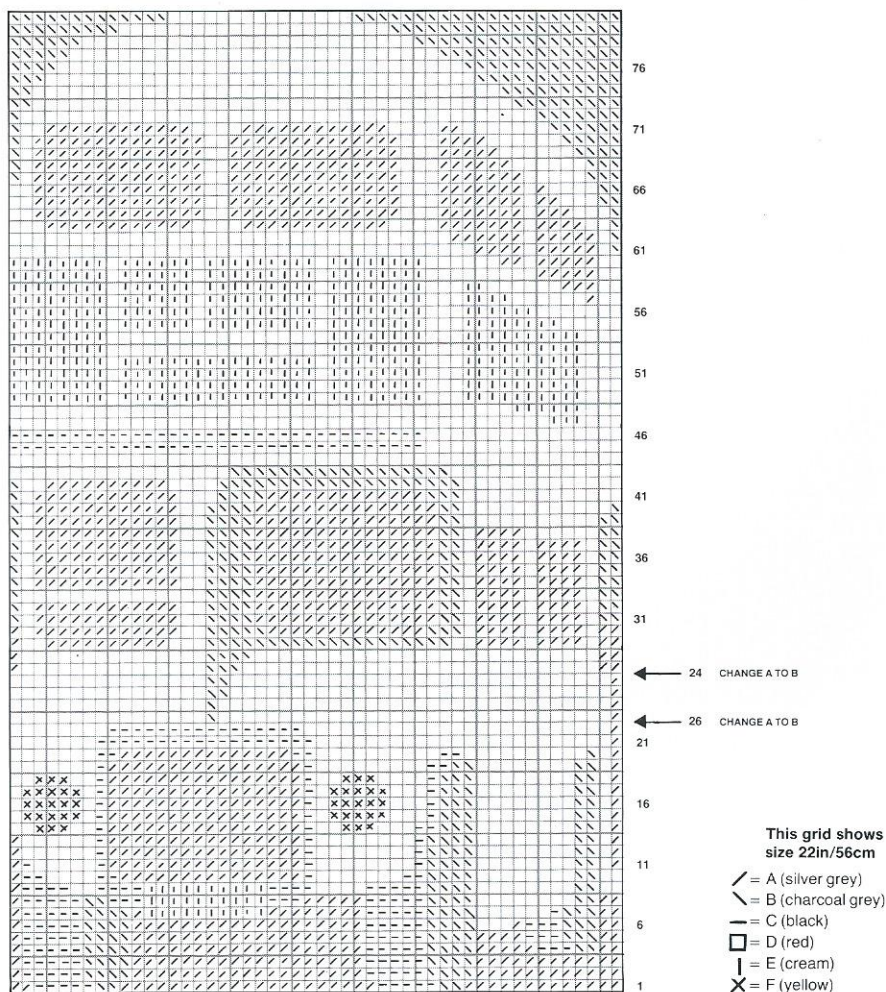 76
71
66
61
56
51
46
41
36
31
24 CHANGE A TO B
26 CHANGE A TO B
21
16
11
6
1
This grid shows
size 22in/56cm
= A (silver grey)
= B (charcoal grey)
= C (black)
= D (red)
= E (cream)
= F (yellow)